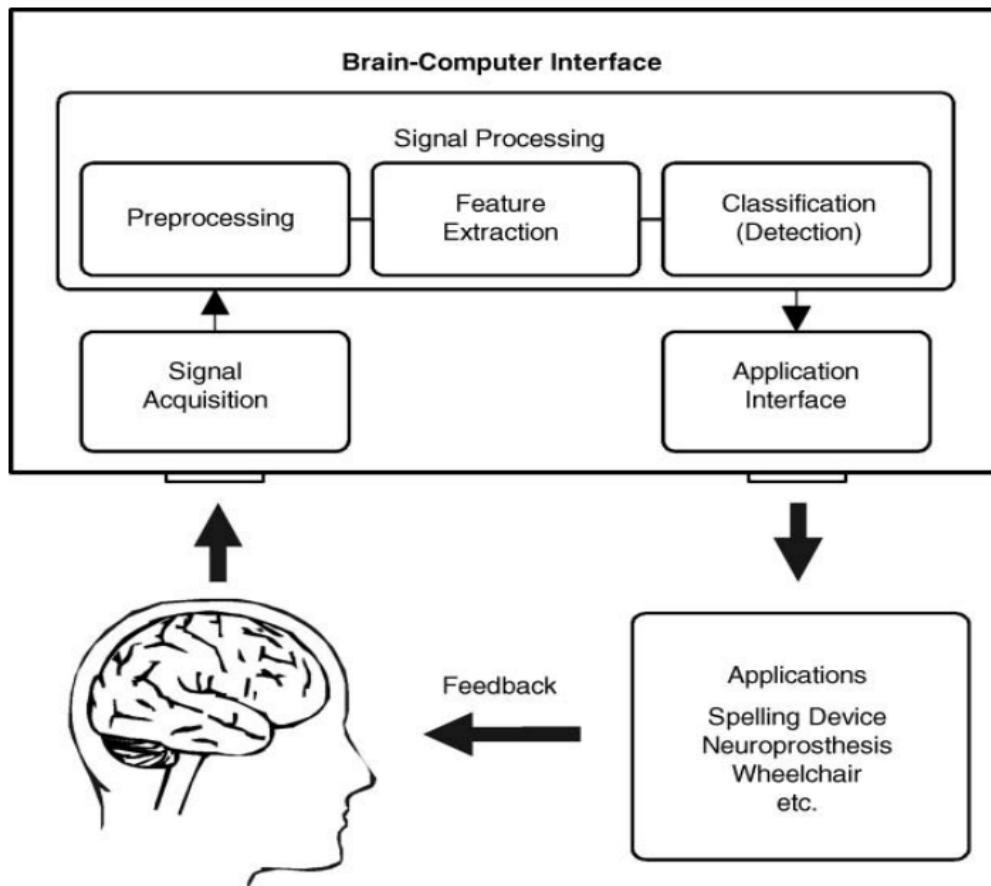 Brain-Computer Interface
Signal Processing
Preprocessing
Feature
Extraction
Classification
(Detection)
Signal
Acquisition
Application
Interface
Feedback
Applications
Spelling Device
Neuroprosthesis
Wheelchair
etc.